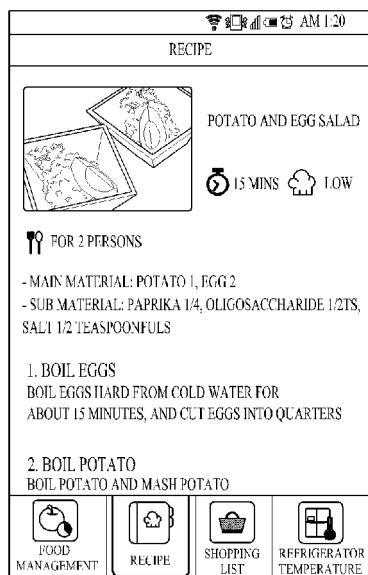 AM 1:20
RECIPE
POTATO AND EGG SALAD
15 MINS LOW
FOR 2 PERSONS
- MAIN MATERIAL: POTATO 1, EGG 2
- SUB MATERIAL: PAPRIKA 1/4, OLIGOSACCHARIDE 1/2TS,
SALT 1/2 TEASPOONFULS
1. BOIL EGGS
BOIL EGGS HARD FROM COLD WATER FOR
ABOUT 15 MINUTES, AND CUT EGGS INTO QUARTERS
2. BOIL POTATO
BOIL POTATO AND MASH POTATO
FOOD
MANAGEMENT
RECIPE
SHOPPING
LIST
REFRIGERATOR
TEMPERATURE